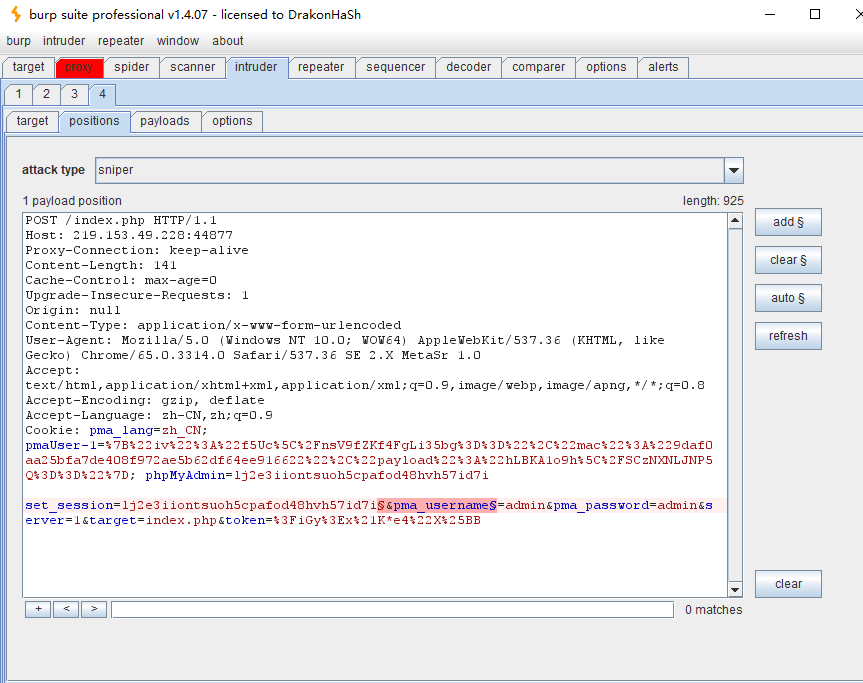 burp suite professional v1.4.07 - licensed to DrakonHaSh
burp intruder repeater window about
target proxy spider scanner intruder repeater sequencer decoder comparer options alerts
1 2 3 4
target positions payloads options
attack type sniper
1 payload position length: 925
POST /index.php HTTP/1.1
Host: 219.153.49.228:44877
Proxy-Connection: keep-alive
Content-Length: 141
Cache-Control: max-age=0
Upgrade-Insecure-Requests: 1
Origin: null
Content-Type: application/x-www-form-urlencoded
User-Agent: Mozilla/5.0 (Windows NT 10.0; WOW64) AppleWebKit/537.36 (KHTML, like
Gecko) Chrome/65.0.3314.0 Safari/537.36 SE 2.X MetaSr 1.0
Accept:
text/html,application/xhtml+xml,application/xml;q=0.9,image/webp,image/apng,*/*;q=0.8
Accept-Encoding: gzip, deflate
Accept-Language: zh-CN,zh;q=0.9
Cookie: pma_lang=zh_CN;
pmaUser-1=%7B%22iv%22%3A%22f5Uc%5C%2FnsV9fZKf4FgLi35bg%3D%3D%22%2C%22mac%22%3A%229daf0
aa25bfa7de408f972ae5b62df64ee916622%22%2C%22payload%22%3A%22hLBKA1o9h%5C%2FSCzNXNLJNP5
Q%3D%3D%22%7D; phpMyAdmin=lj2e3iiontsuoh5cpafod48hvh57id7i
set_session=lj2e3iiontsuoh5cpafod48hvh57id7i§&pma_username§=admin&pma_password=admin&s
erver=1&target=index.php&token=%3FiGy%3Ex%21K*e4%22X%25BB
add §
clear §
auto §
refresh
clear
+ < > 0 matches